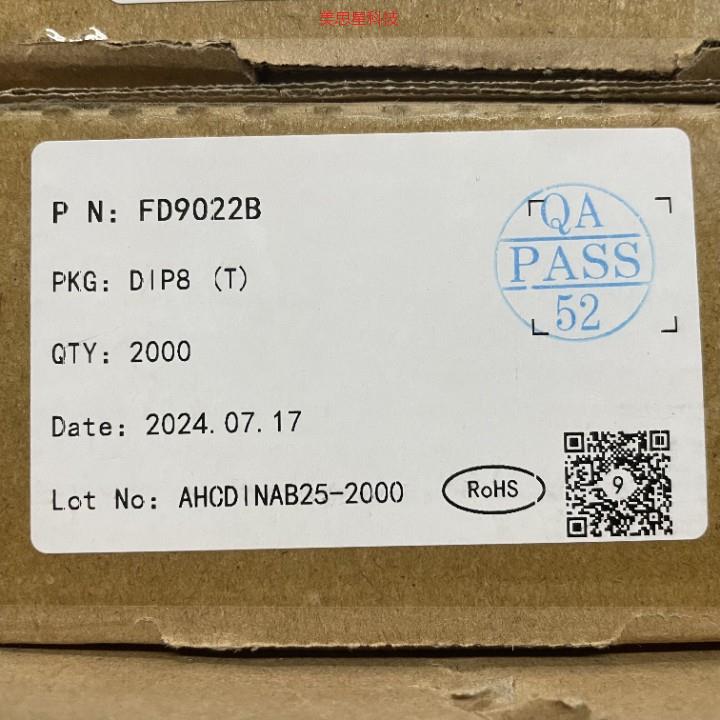 美思星科技
P N: FD9022B
PKG: DIP8 (T)
QTY: 2000
Date: 2024.07.17
Lot No: AHCDINAB25-2000
QA
PASS
52
RoHS
9